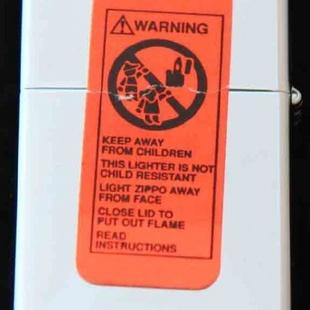 WARNING
KEEP AWAY
FROM CHILDREN
THIS LIGHTER IS NOT
CHILD RESISTANT
LIGHT ZIPPO AWAY
FROM FACE
CLOSE LID TO
PUT OUT FLAME
READ
INSTRUCTIONS